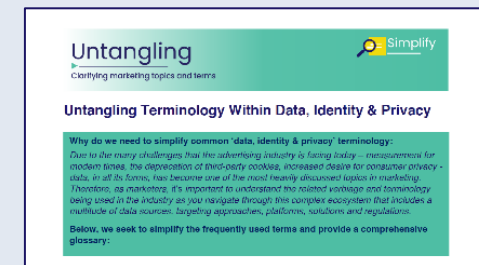 Untangling
Clarifying marketing topics and terms
Simplify
Untangling Terminology Within Data, Identity & Privacy
Why do we need to simplify common 'data, identity & privacy' terminology:
Due to the many challenges that the advertising industry is facing today – measurement for
modern times, the deprecation of third-party cookies, increased desire for consumer privacy -
data, in all its forms, has become one of the most heavily discussed topics in marketing.
Therefore, as marketers, it's important to understand the related verbiage and terminology
being used in the industry as you navigate through this complex ecosystem that includes a
multitude of data sources, targeting approaches, platforms, solutions and regulations.
Below, we seek to simplify the frequently used terms and provide a comprehensive
glossary: